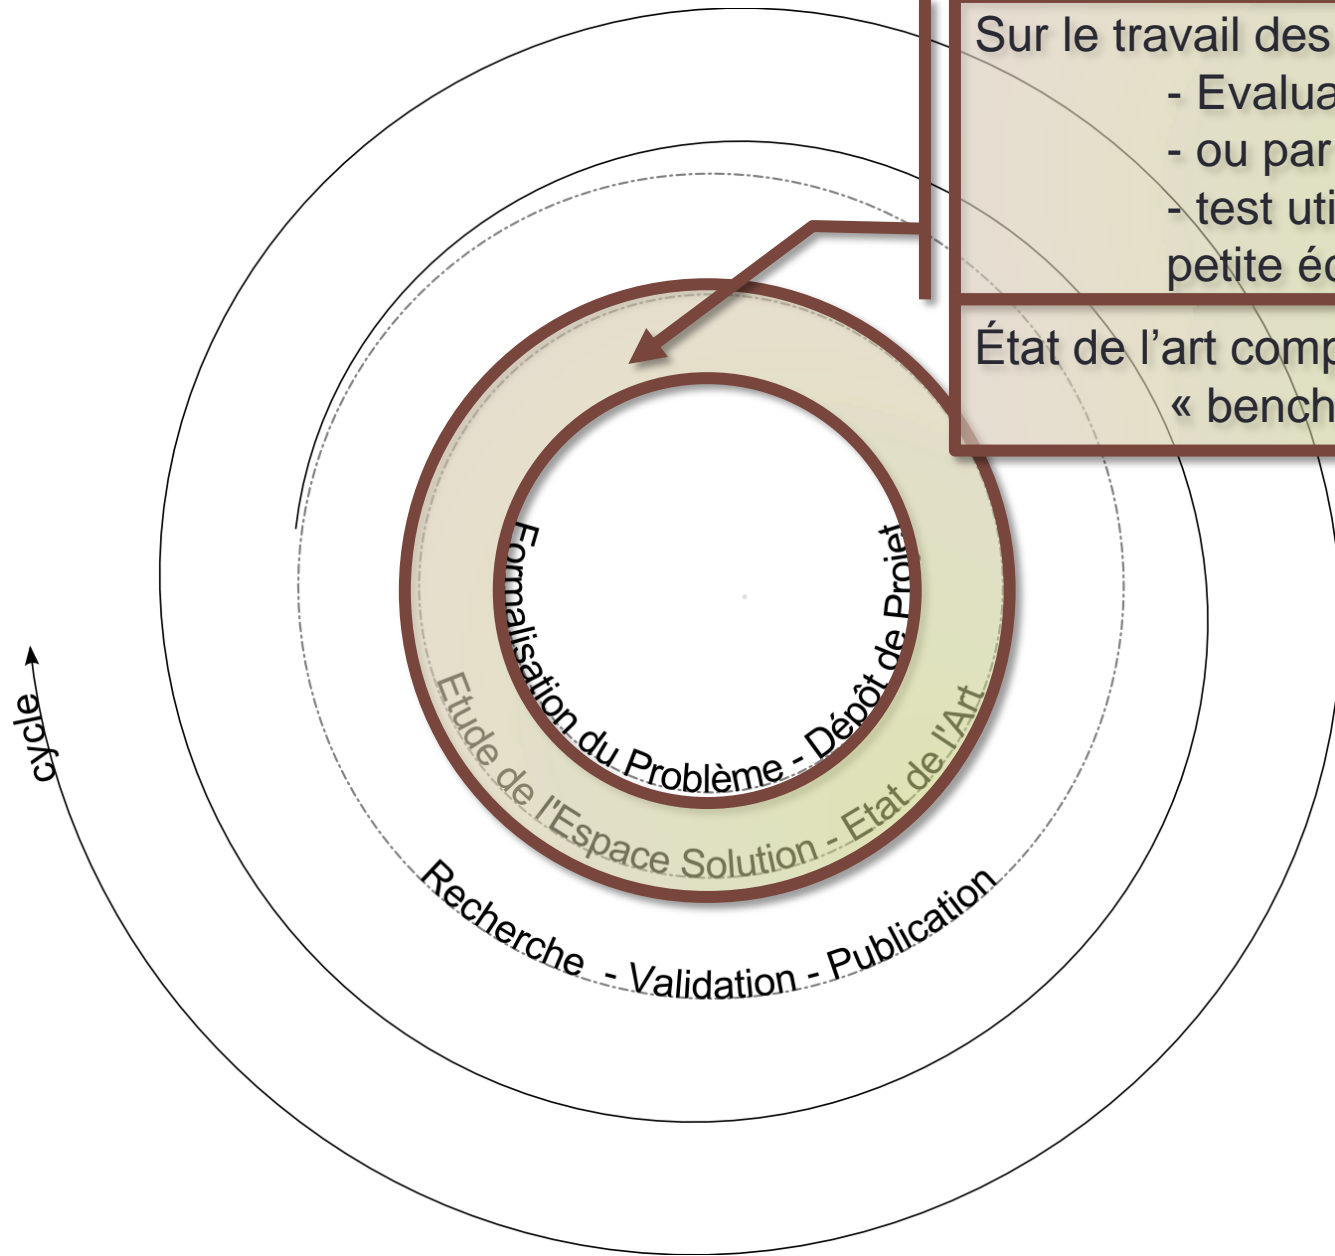 Sur le travail des
- Evalua
- ou par
- test uti
petite éc
État de l’art comp
« bench
Formalisation du Problème - Dépôt de Projet
Etude de l'Espace Solution - Etat de l'Art
Recherche - Validation - Publication
cycle